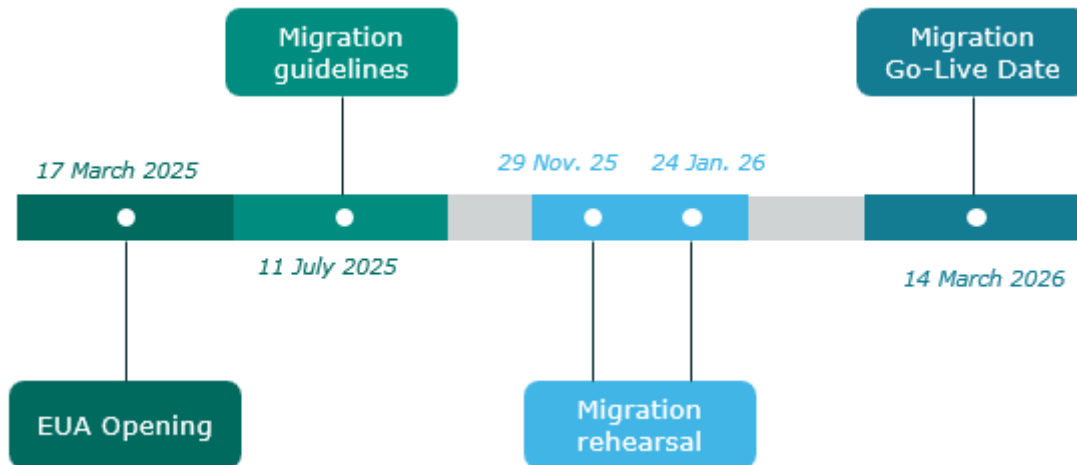 Migration
guidelines
Migration
Go-Live Date
17 March 2025
29 Nov. 25
24 Jan. 26
11 July 2025
14 March 2026
EUA Opening
Migration
rehearsal